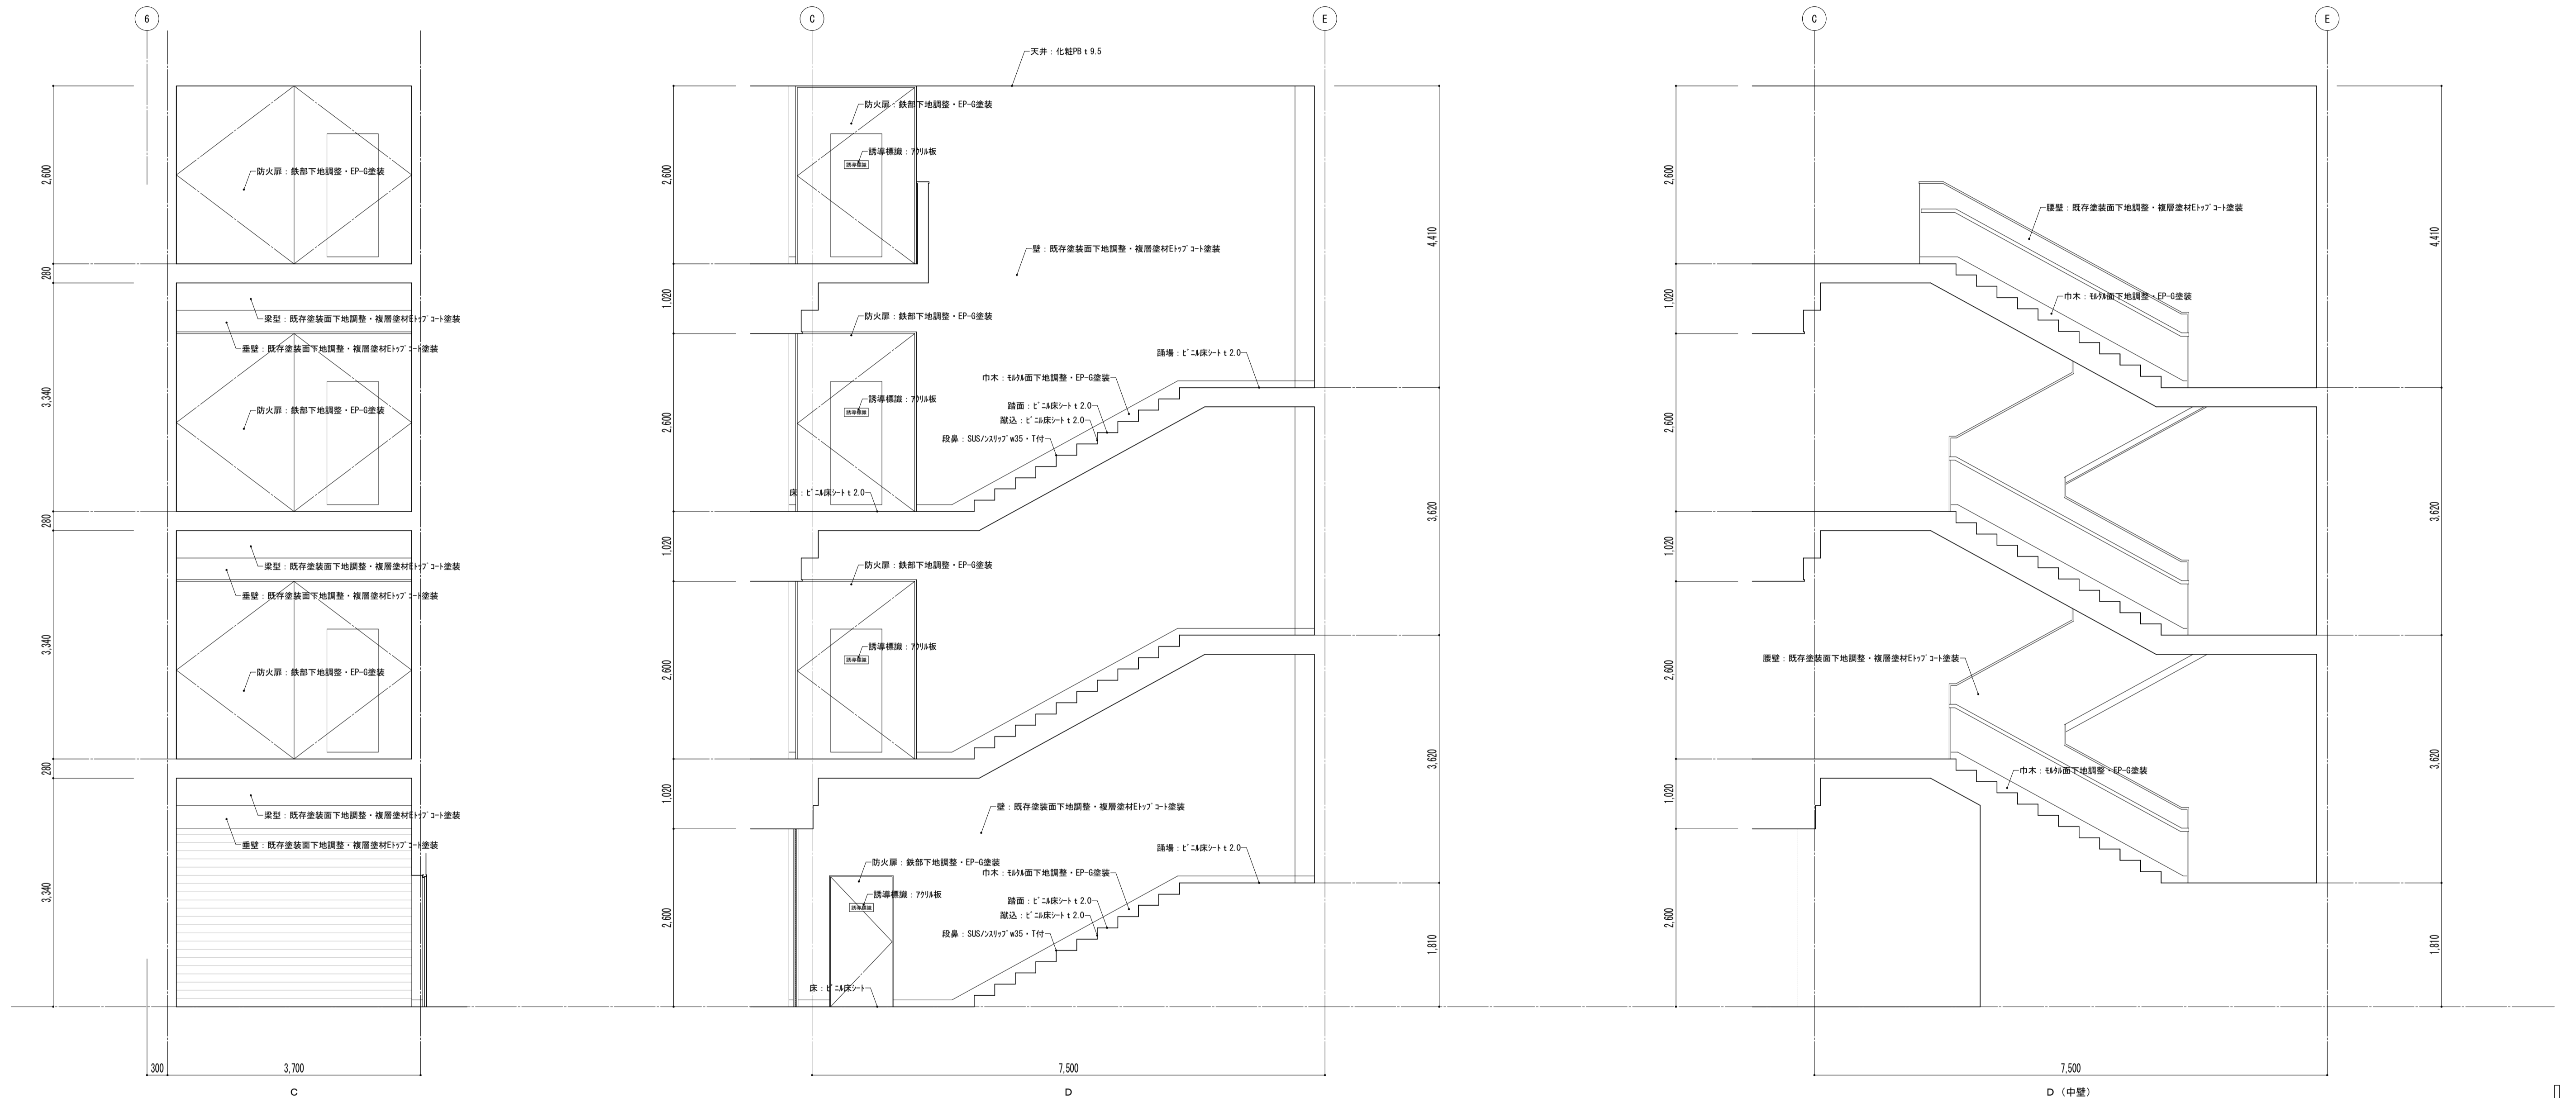 6
C
E
C
E
天井：化粧PBｔ9.5
防火扉：鉄部下地調整・EP-G塗装
誘導標識：ｱｸﾘﾙ板
誘導標識
防火扉：鉄部下地調整・EP-G塗装
2,600
2,600
2,600
腰壁：既存塗装面下地調整・複層塗材Eﾄｯﾌﾟｺｰﾄ塗装
4,410
4,410
壁：既存塗装面下地調整・複層塗材Eﾄｯﾌﾟｺｰﾄ塗装
280
1,020
1,020
巾木：ﾓﾙﾀﾙ面下地調整・EP-G塗装
梁型：既存塗装面下地調整・複層塗材Eﾄｯﾌﾟｺｰﾄ塗装
防火扉：鉄部下地調整・EP-G塗装
垂壁：既存塗装面下地調整・複層塗材Eﾄｯﾌﾟｺｰﾄ塗装
踊場：ﾋﾞﾆﾙ床ｼｰﾄｔ2.0
巾木：ﾓﾙﾀﾙ面下地調整・EP-G塗装
3,340
誘導標識：ｱｸﾘﾙ板
誘導標識
踏面：ﾋﾞﾆﾙ床ｼｰﾄｔ2.0
防火扉：鉄部下地調整・EP-G塗装
蹴込：ﾋﾞﾆﾙ床ｼｰﾄｔ2.0
2,600
2,600
段鼻：SUSﾉﾝｽﾘｯﾌﾟw35・T付
床：ﾋﾞﾆﾙ床ｼｰﾄｔ2.0
3,620
3,620
280
1,020
1,020
梁型：既存塗装面下地調整・複層塗材Eﾄｯﾌﾟｺｰﾄ塗装
防火扉：鉄部下地調整・EP-G塗装
垂壁：既存塗装面下地調整・複層塗材Eﾄｯﾌﾟｺｰﾄ塗装
3,340
誘導標識：ｱｸﾘﾙ板
誘導標識
腰壁：既存塗装面下地調整・複層塗材Eﾄｯﾌﾟｺｰﾄ塗装
防火扉：鉄部下地調整・EP-G塗装
2,600
2,600
3,620
3,620
280
巾木：ﾓﾙﾀﾙ面下地調整・EP-G塗装
1,020
1,020
壁：既存塗装面下地調整・複層塗材Eﾄｯﾌﾟｺｰﾄ塗装
梁型：既存塗装面下地調整・複層塗材Eﾄｯﾌﾟｺｰﾄ塗装
垂壁：既存塗装面下地調整・複層塗材Eﾄｯﾌﾟｺｰﾄ塗装
踊場：ﾋﾞﾆﾙ床ｼｰﾄｔ2.0
防火扉：鉄部下地調整・EP-G塗装
巾木：ﾓﾙﾀﾙ面下地調整・EP-G塗装
3,340
誘導標識：ｱｸﾘﾙ板
誘導標識
踏面：ﾋﾞﾆﾙ床ｼｰﾄｔ2.0
蹴込：ﾋﾞﾆﾙ床ｼｰﾄｔ2.0
2,600
2,600
段鼻：SUSﾉﾝｽﾘｯﾌﾟw35・T付
1,810
1,810
床：ﾋﾞﾆﾙ床ｼｰﾄ
300
3,700
7,500
7,500
C
D
D（中壁）